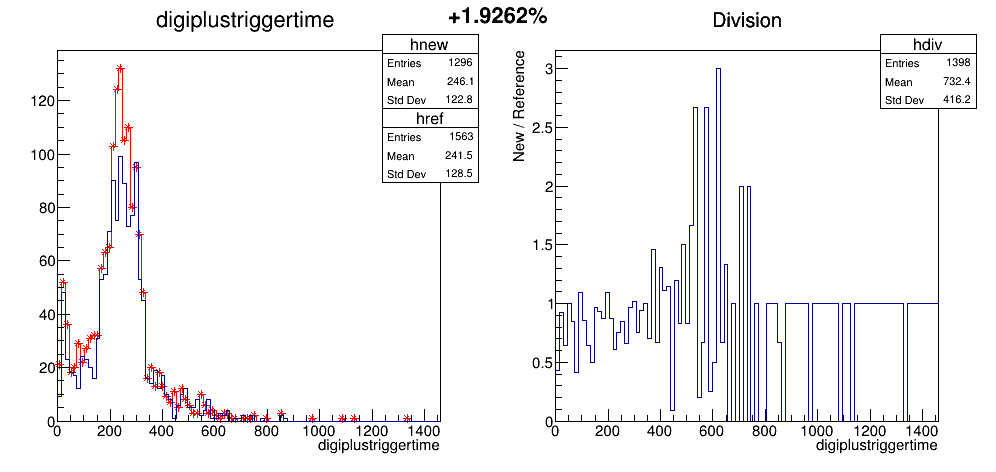 digiplustriggertime
+1.9262%
Division
hnew
Entries 1296
Mean 246.1
Std Dev 122.8
href
Entries 1563
Mean 241.5
Std Dev 128.5
120
100
80
60
40
20
0
0 200 400 600 800 1000 1200 1400
digiplustriggertime
hdiv
Entries 1398
Mean 732.4
Std Dev 416.2
New / Reference
3
2.5
2
1.5
1
0.5
0
0 200 400 600 800 1000 1200 1400
digiplustriggertime